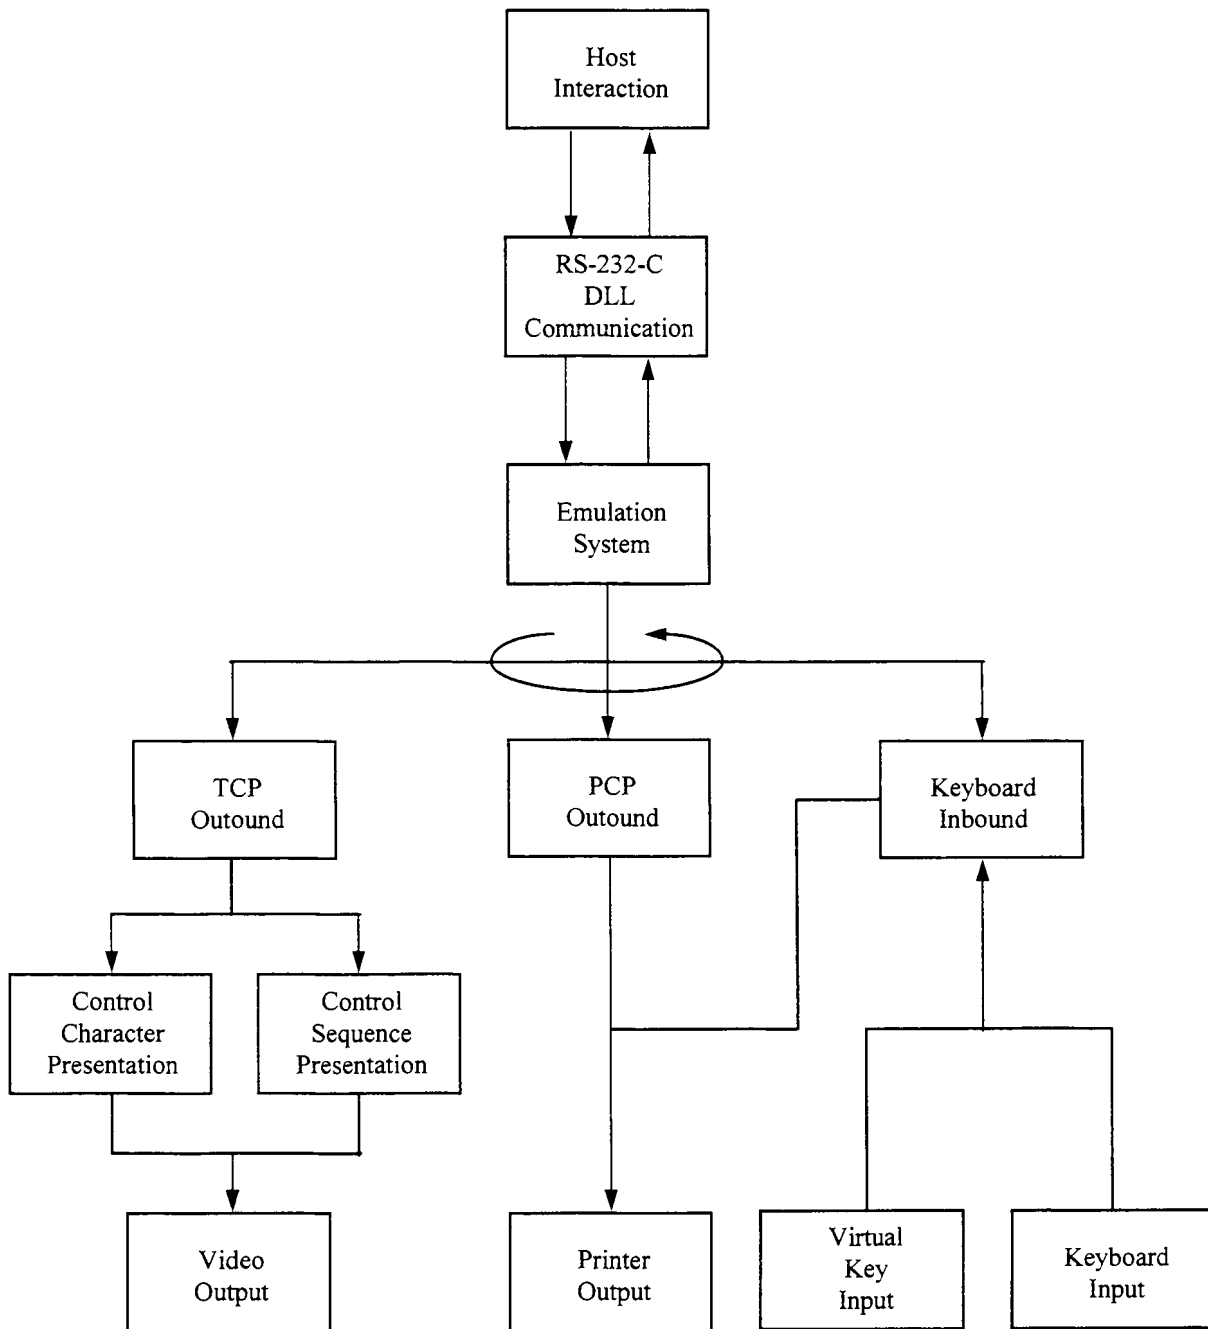 Host
Interaction
RS-232-C
DLL
Communication
Emulation
System
TCP
Outound
PCP
Outound
Keyboard
Inbound
Control
Character
Presentation
Control
Sequence
Presentation
Video
Output
Printer
Output
Virtual
Key
Input
Keyboard
Input